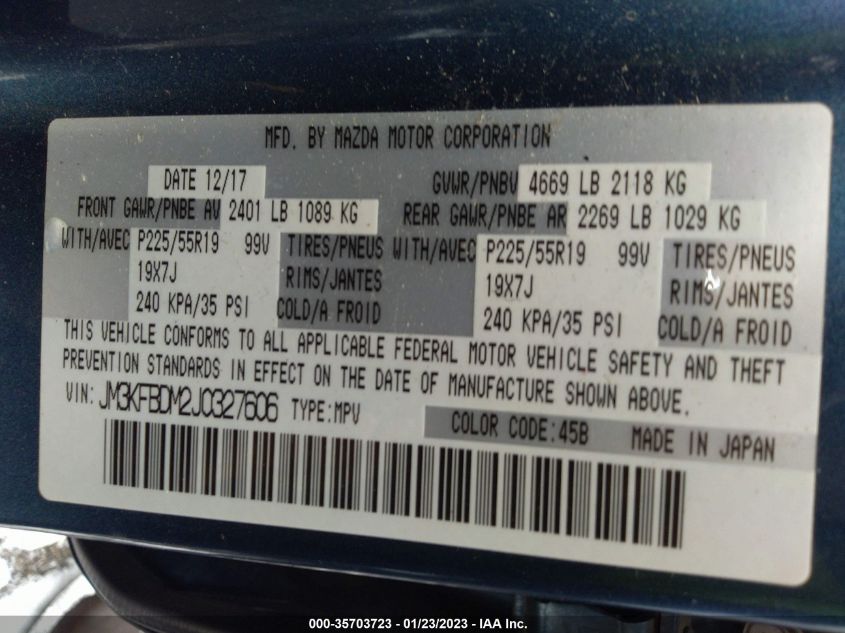 MFD. BY MAZDA MOTOR CORPORATION
DATE 12/17 GVWR/PNBV 4669 LB 2118 KG
FRONT GAWR/PNBE AV 2401 LB 1089 KG REAR GAWR/PNBE AR 2269 LB 1029 KG
WITH/AVEC P225/55R19 99V TIRES/PNEUS WITH/AVEC P225/55R19 99V TIRES/PNEUS
19X7J RIMS/JANTES 19X7J RIMS/JANTES
240 KPA/35 PSI COLD/A FROID 240 KPA/35 PSI COLD/A FROID
THIS VEHICLE CONFORMS TO ALL APPLICABLE FEDERAL MOTOR VEHICLE SAFETY AND THEFT
PREVENTION STANDARDS IN EFFECT ON THE DATE OF MANUFACTURE SHOWN ABOVE.
VIN: JM3KFBDM2J0327606 TYPE:MPV COLOR CODE:45B MADE IN JAPAN
000-35703723 - 01/23/2023 - IAA Inc.